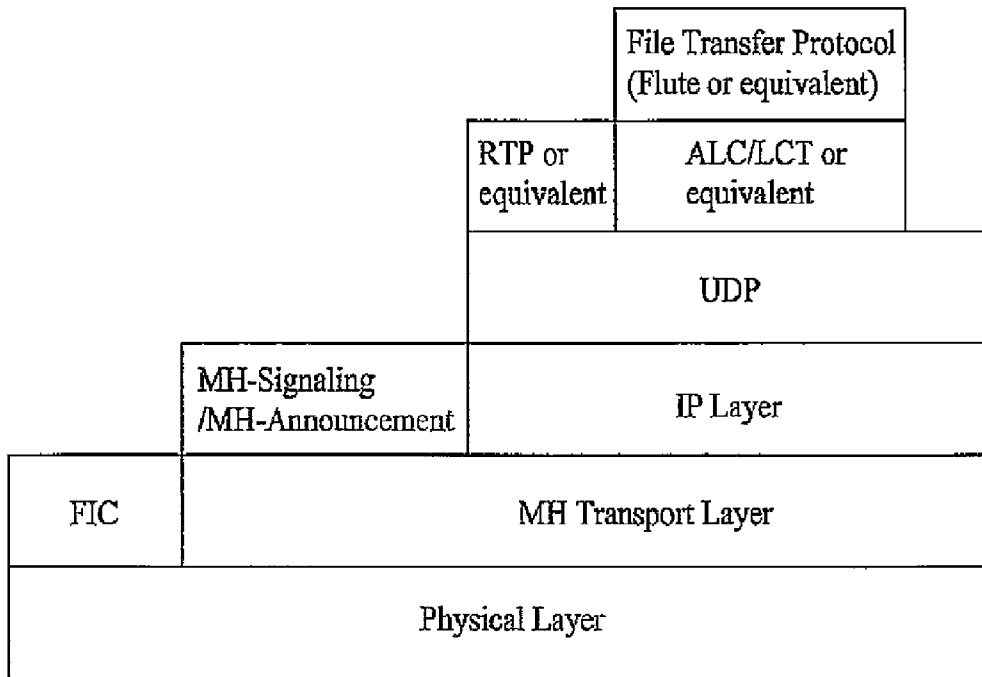 File Transfer Protocol
(Flute or equivalent)
RTP or
equivalent
ALC/LCT or
equivalent
UDP
MH-Signaling
/MH-Announcement
IP Layer
FIC
MH Transport Layer
Physical Layer